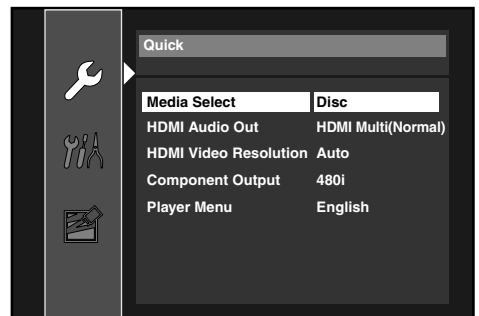 Quick
Media Select Disc
HDMI Audio Out HDMI Multi(Normal)
HDMI Video Resolution Auto
Component Output 480i
Player Menu English